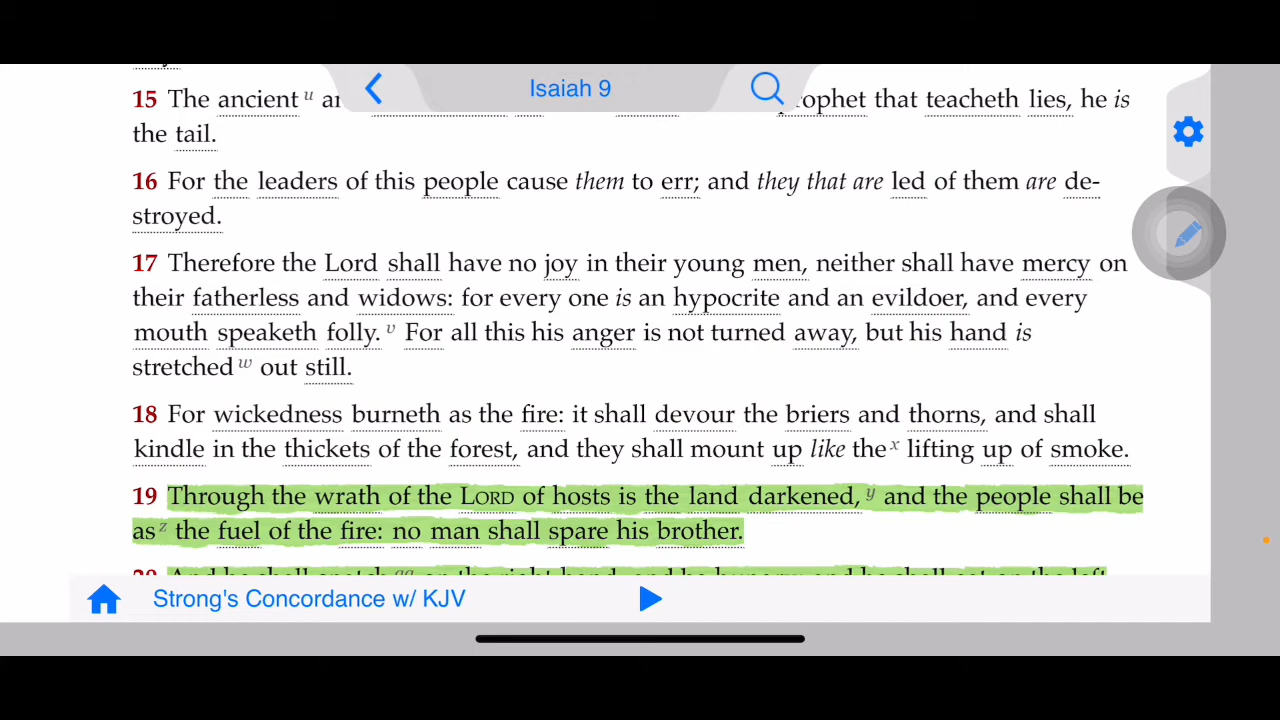 Isaiah 9
15 The ancient u prophet that teacheth lies, he is
the tail.
16 For the leaders of this people cause them to err; and they that are led of them are de-
stroyed.
17 Therefore the Lord shall have no joy in their young men, neither shall have mercy on
their fatherless and widows: for every one is an hypocrite and an evildoer, and every
mouth speaketh folly. v For all this his anger is not turned away, but his hand is
stretched w out still.
18 For wickedness burneth as the fire: it shall devour the briers and thorns, and shall
kindle in the thickets of the forest, and they shall mount up like the x lifting up of smoke.
19 Through the wrath of the LORD of hosts is the land darkened, y and the people shall be
as z the fuel of the fire: no man shall spare his brother.
Strong's Concordance w/ KJV